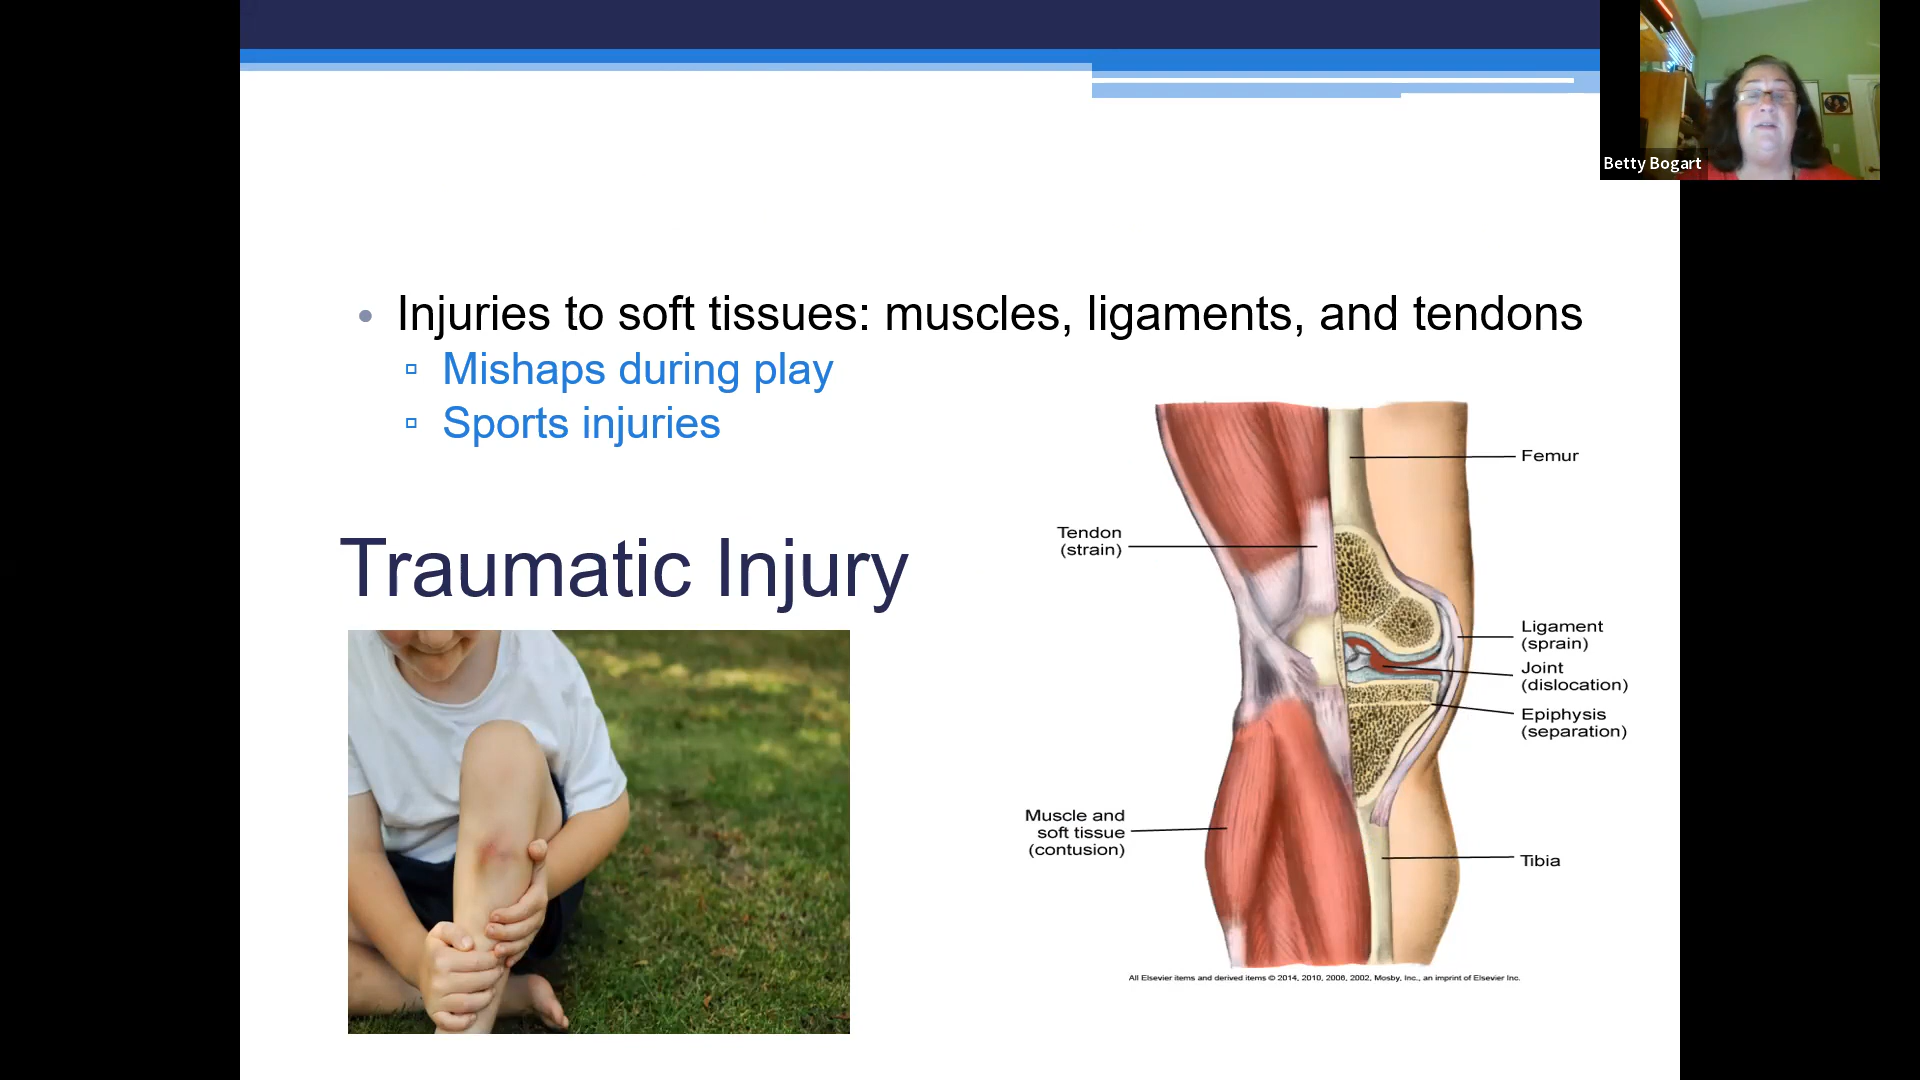 Betty Bogart
• Injuries to soft tissues: muscles, ligaments, and tendons
▫ Mishaps during play
▫ Sports injuries
Traumatic Injury
Femur
Tendon
(strain)
Ligament
(sprain)
Joint
(dislocation)
Epiphysis
(separation)
Muscle and
soft tissue
(contusion)
Tibia
All Elsevier items and derived items © 2014, 2010, 2006, 2002, Mosby, Inc., an imprint of Elsevier Inc.